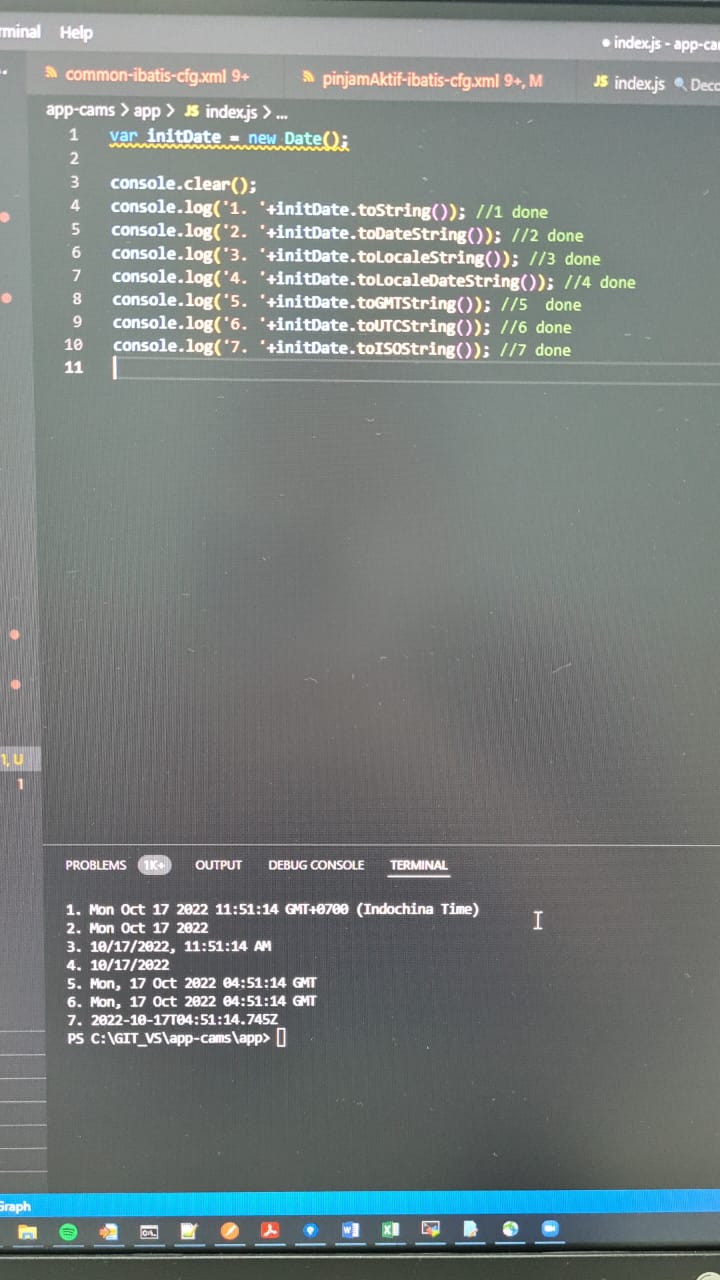 rminal Help
● index.js - app-ca
common-ibatis-cfg.xml 9+ pinjamAktif-ibatis-cfg.xml 9+, M JS index.js Deco
app-cams > app > JS index.js > ...
1 var initDate = new Date();
2
3 console.clear();
4 console.log('1. '+initDate.toString()); //1 done
5 console.log('2. '+initDate.toDateString()); //2 done
6 console.log('3. '+initDate.toLocaleString()); //3 done
7 console.log('4. '+initDate.toLocaleDateString()); //4 done
8 console.log('5. '+initDate.toGMTString()); //5  done
9 console.log('6. '+initDate.toUTCString()); //6 done
10 console.log('7. '+initDate.toISOString()); //7 done
11
1, U
1
PROBLEMS 1K+ OUTPUT DEBUG CONSOLE TERMINAL
1. Mon Oct 17 2022 11:51:14 GMT+0700 (Indochina Time)
2. Mon Oct 17 2022
3. 10/17/2022, 11:51:14 AM
4. 10/17/2022
5. Mon, 17 Oct 2022 04:51:14 GMT
6. Mon, 17 Oct 2022 04:51:14 GMT
7. 2022-10-17T04:51:14.745Z
PS C:\GIT_VS\app-cams\app>
Graph